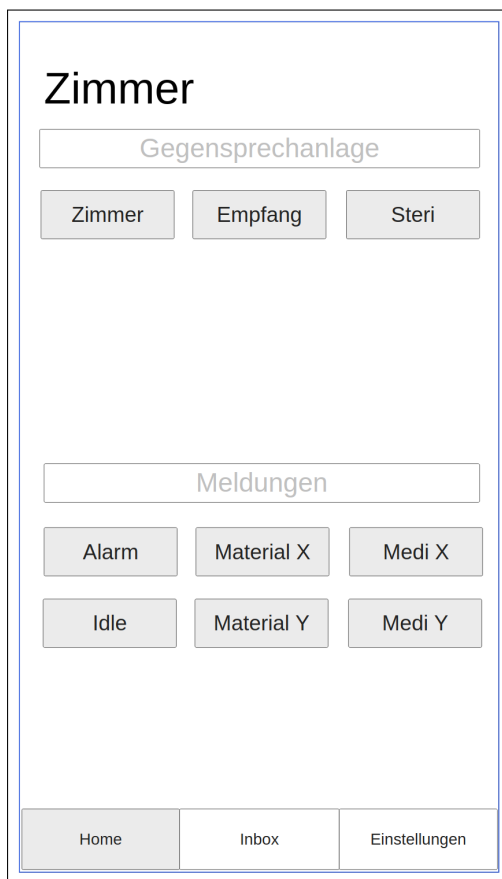 Zimmer
Gegensprechanlage
Zimmer Empfang Steri
Meldungen
Alarm Material X Medi X
Idle Material Y Medi Y
Home Inbox Einstellungen